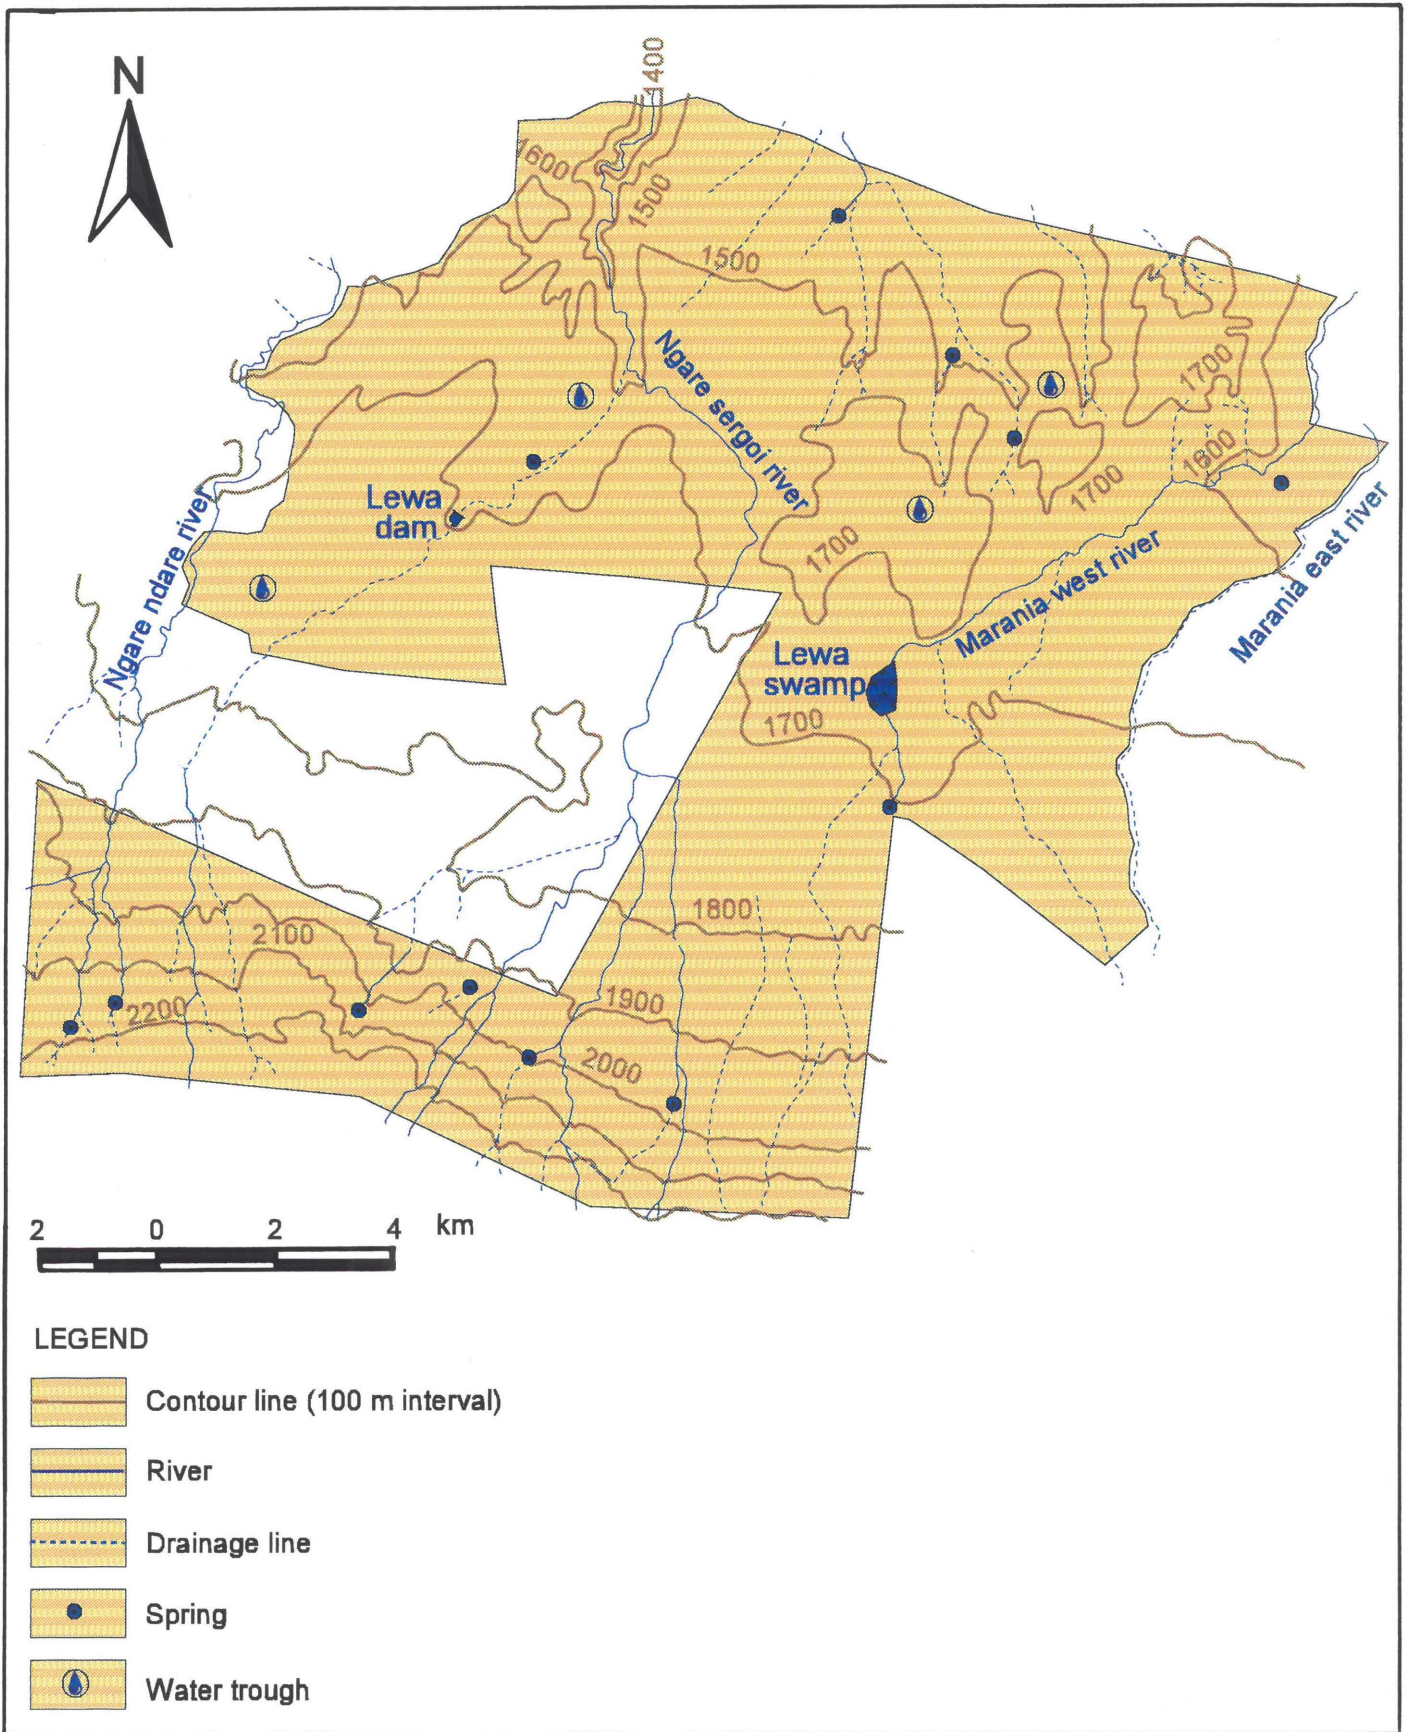 N
1400
1600
1500
1500
Ngare sergoi river
1700
1600
1700
Lewa
dam
1700
Ngare ndare river
Marania west river
Marania east river
Lewa
swamp
1700
1800
2100
1900
2200
2000
2 0 2 4 km
LEGEND
Contour line (100 m interval)
River
Drainage line
Spring
Water trough